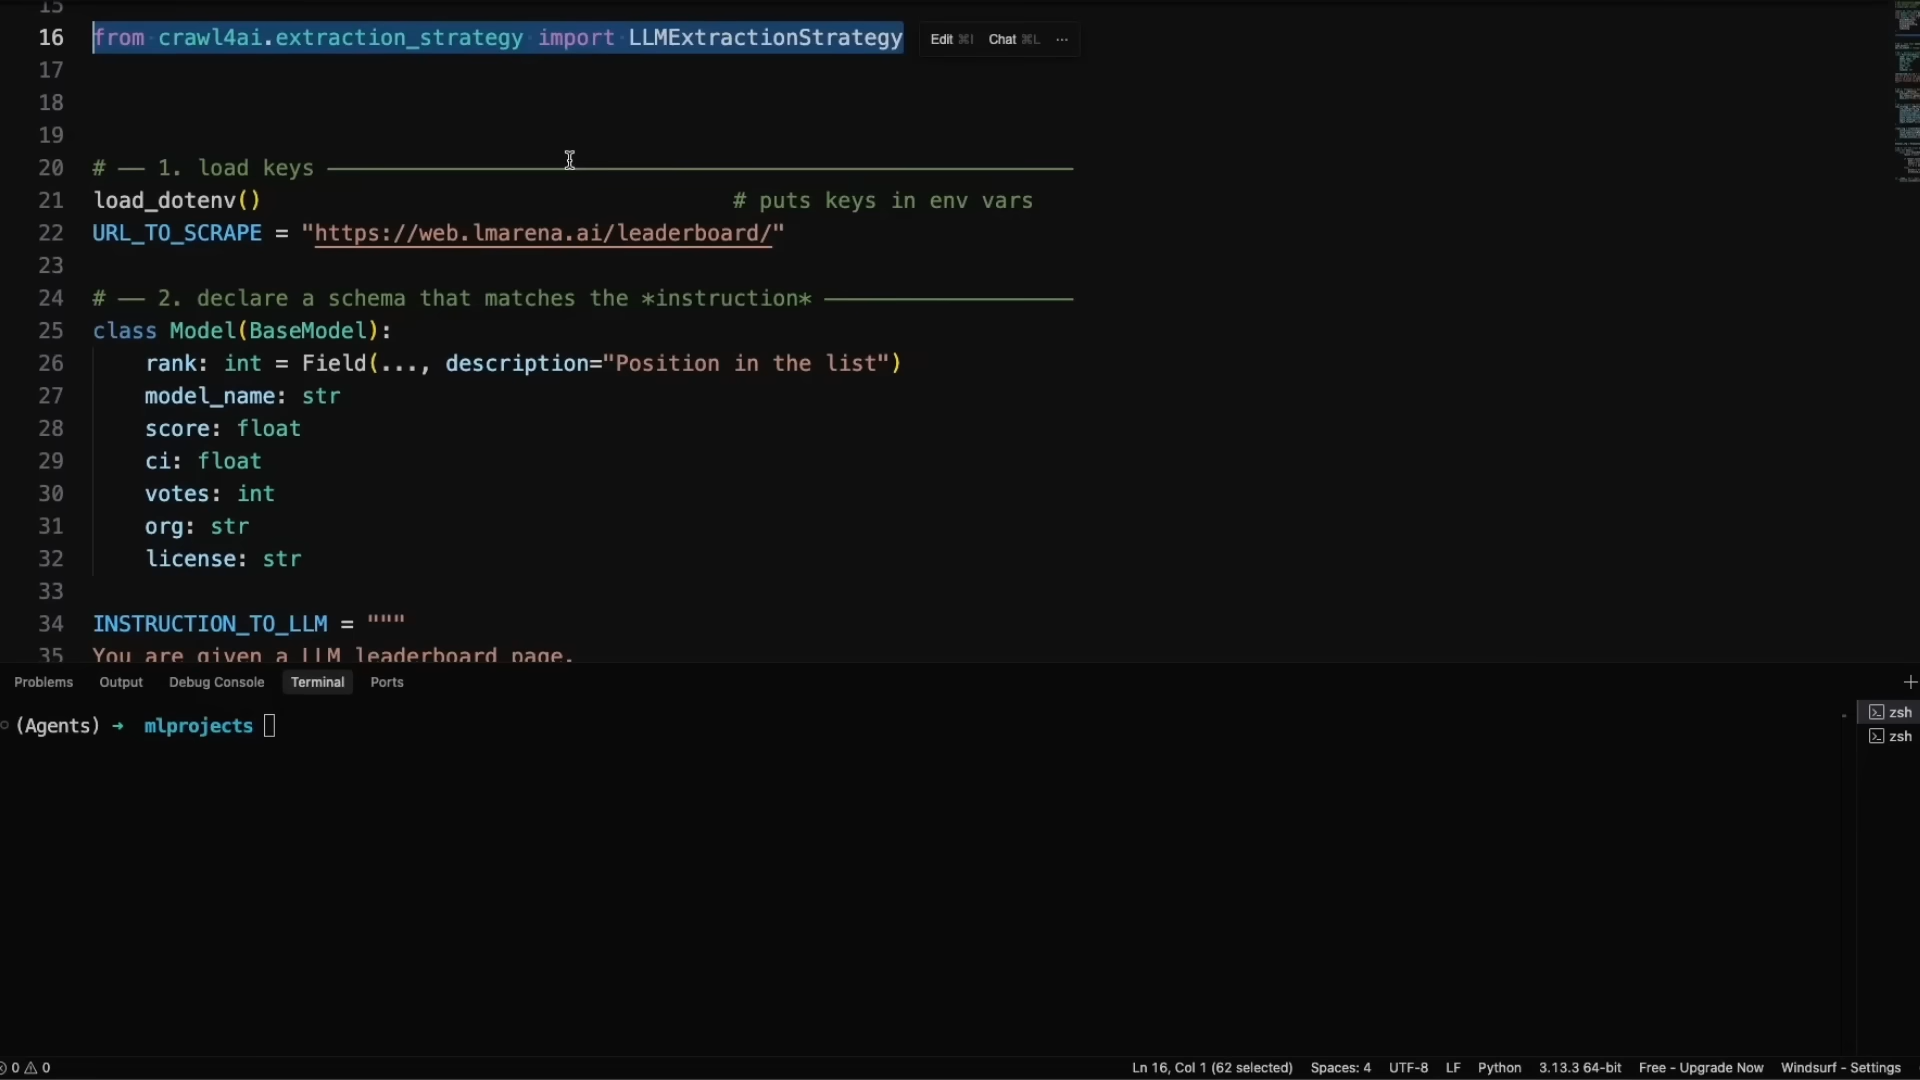 15
16 from crawl4ai.extraction_strategy import LLMExtractionStrategy Edit ⌘I Chat ⌘L ...
17
18
19
20 # —— 1. load keys ——————————
21 load_dotenv() # puts keys in env vars
22 URL_TO_SCRAPE = "https://web.lmarena.ai/leaderboard/"
23
24 # —— 2. declare a schema that matches the *instruction* ——————————
25 class Model(BaseModel):
26 rank: int = Field(..., description="Position in the list")
27 model_name: str
28 score: float
29 ci: float
30 votes: int
31 org: str
32 license: str
33
34 INSTRUCTION_TO_LLM = """
35 You are given a LLM leaderboard page.
Problems Output Debug Console Terminal Ports
(Agents) → mlprojects
zsh
zsh
0 0 Ln 16, Col 1 (62 selected) Spaces: 4 UTF-8 LF Python 3.13.3 64-bit Free - Upgrade Now Windsurf - Settings